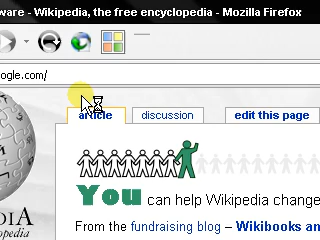 ware - Wikipedia, the free encyclopedia - Mozilla Firefox
ogle.com/
article discussion edit this page
You can help Wikipedia change
DIA
clopedia
From the fundraising blog – Wikibooks an